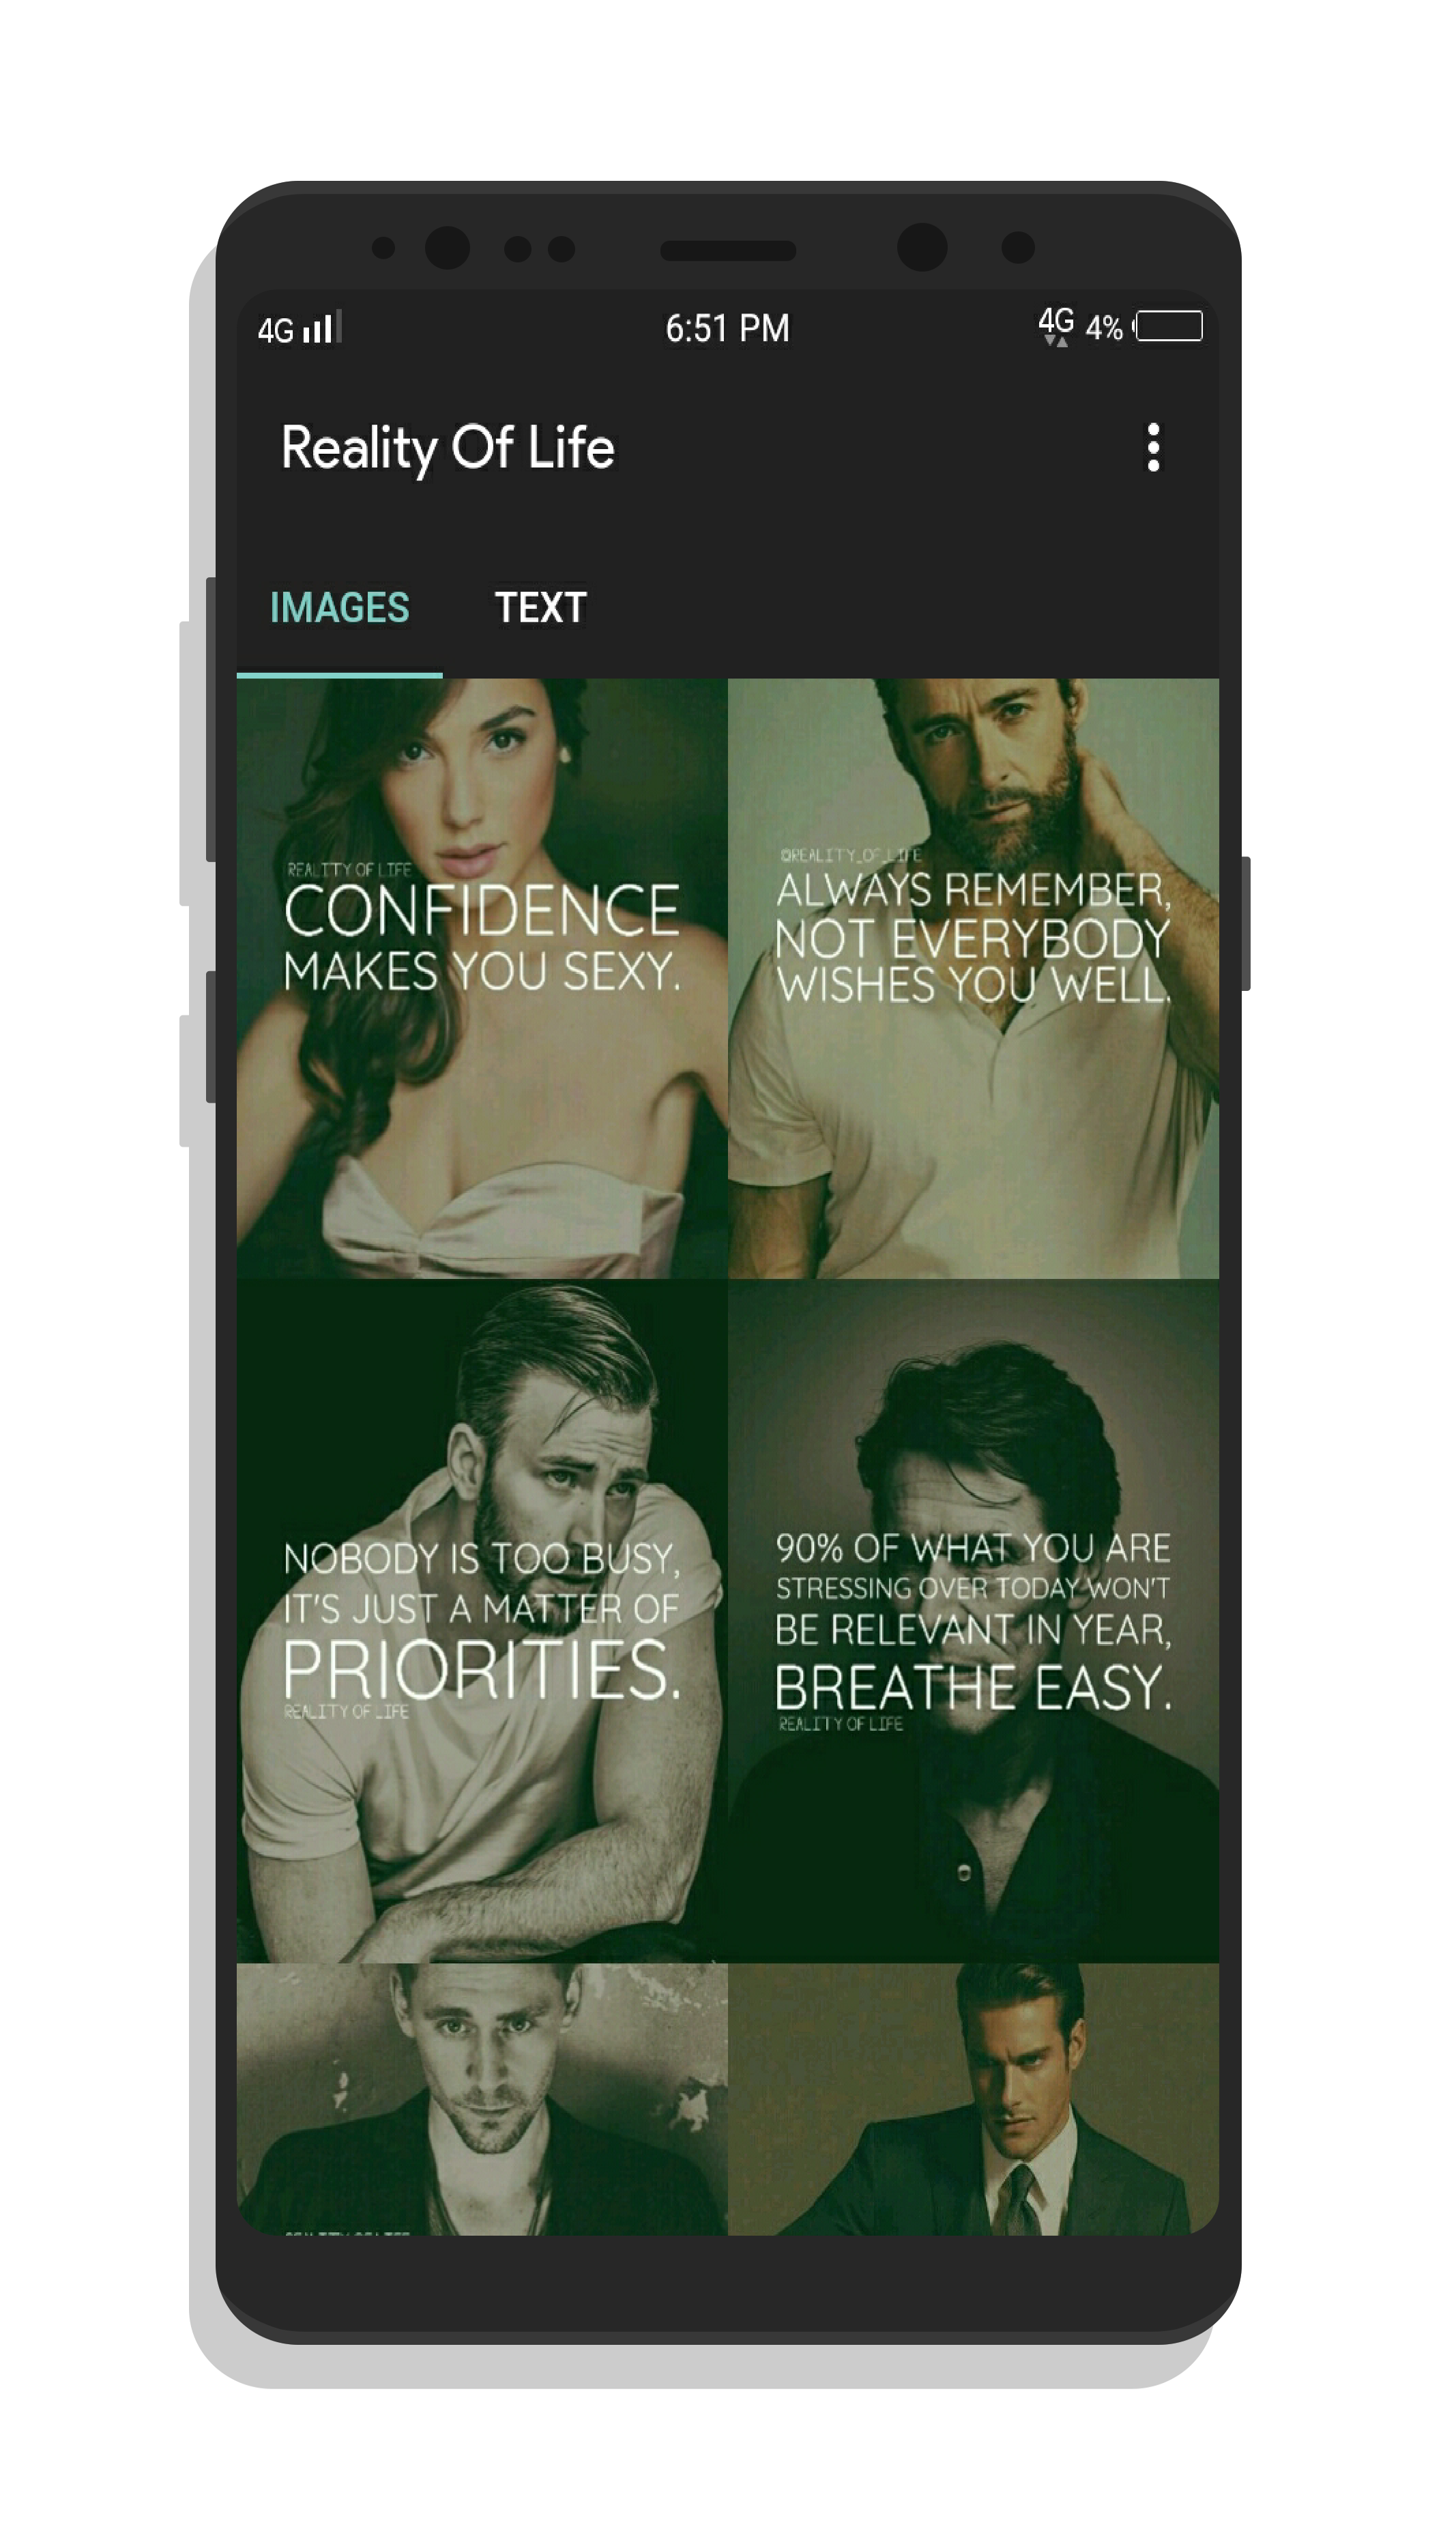 4G
6:51 PM
4G 4%
Reality Of Life
IMAGES
TEXT
REALITY OF LIFE
CONFIDENCE
MAKES YOU SEXY.
@REALITY_OF_LIFE
ALWAYS REMEMBER,
NOT EVERYBODY
WISHES YOU WELL.
NOBODY IS TOO BUSY,
IT'S JUST A MATTER OF
PRIORITIES.
REALITY OF LIFE
90% OF WHAT YOU ARE
STRESSING OVER TODAY WON'T
BE RELEVANT IN YEAR,
BREATHE EASY.
REALITY OF LIFE